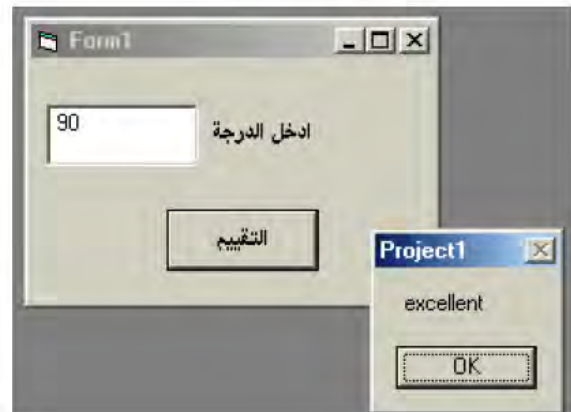 Form1
90
ادخل الدرجة
التقييم
Project1
excellent
OK